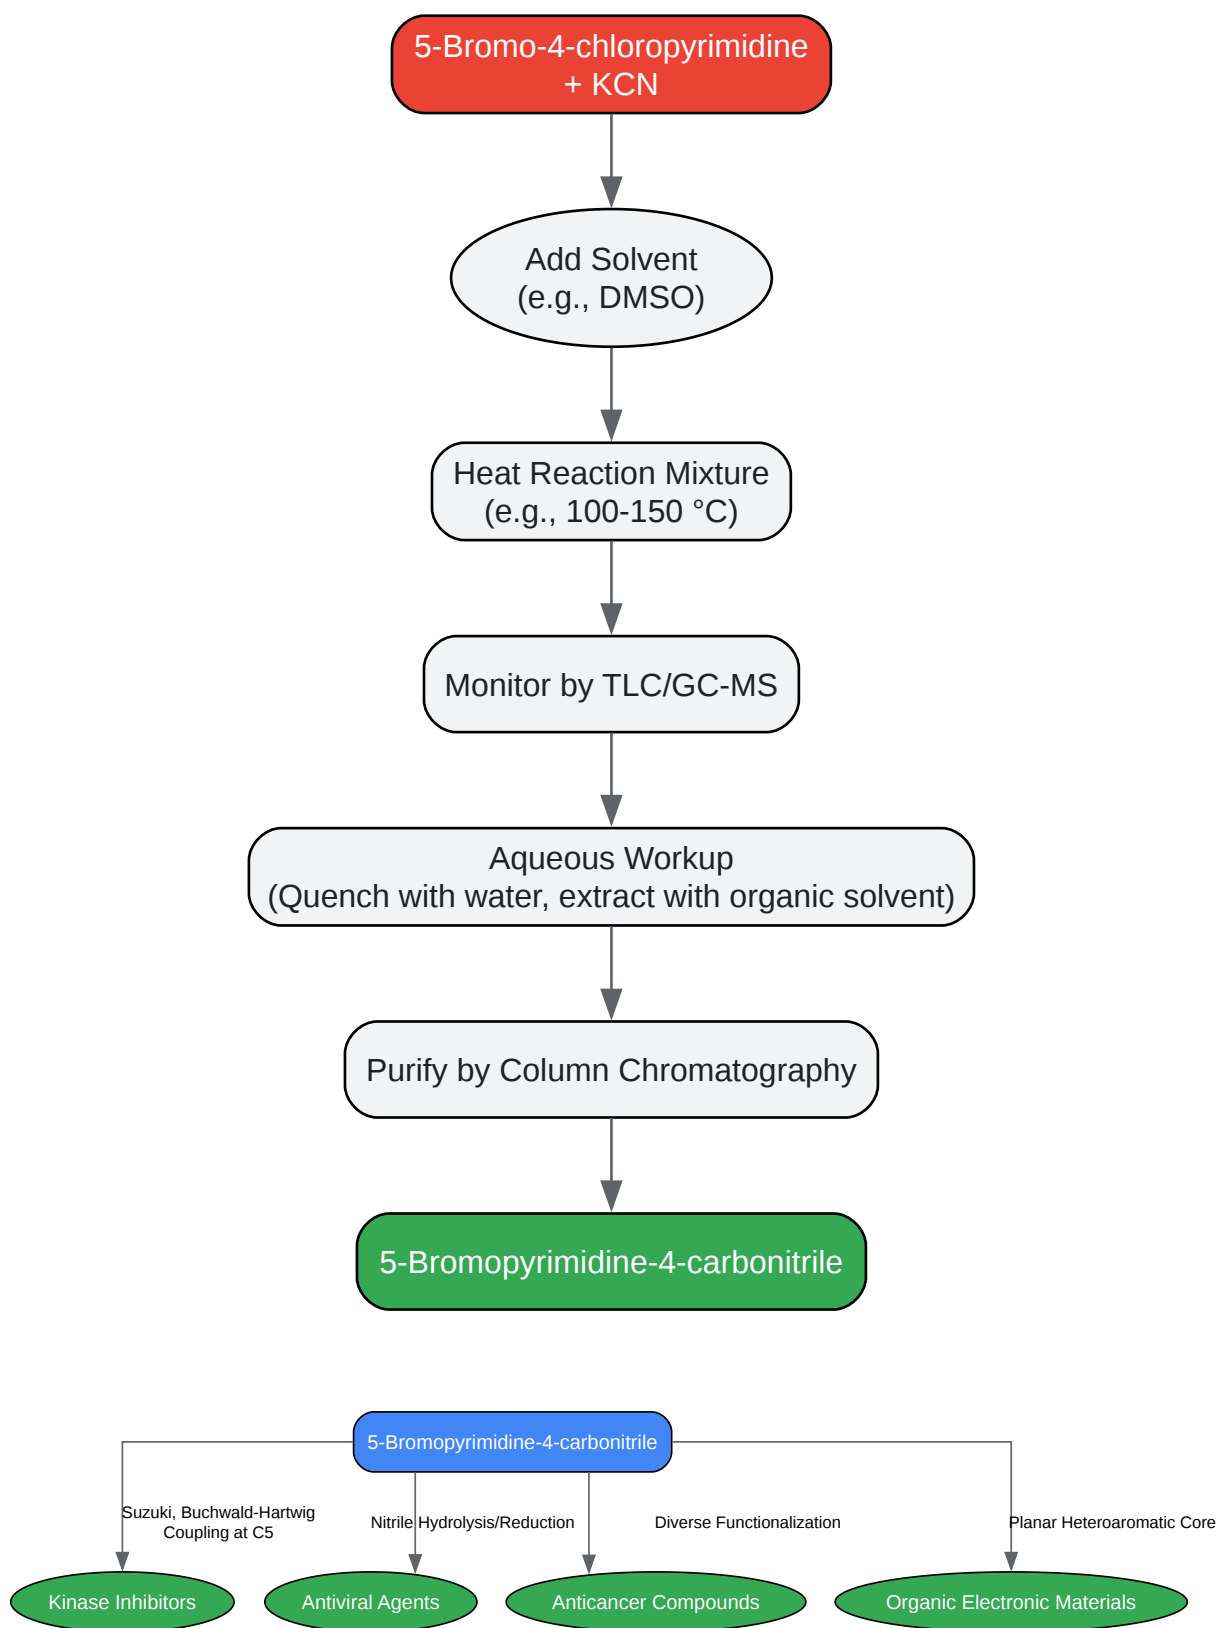 5-Bromo-4-chloropyrimidine
+ KCN
Add Solvent
(e.g., DMSO)
Heat Reaction Mixture
(e.g., 100-150 °C)
Monitor by TLC/GC-MS
Aqueous Workup
(Quench with water, extract with organic solvent)
Purify by Column Chromatography
5-Bromopyrimidine-4-carbonitrile
5-Bromopyrimidine-4-carbonitrile
Suzuki, Buchwald-Hartwig
Coupling at C5
Nitrile Hydrolysis/Reduction
Diverse Functionalization
Planar Heteroaromatic Core
Kinase Inhibitors
Antiviral Agents
Anticancer Compounds
Organic Electronic Materials